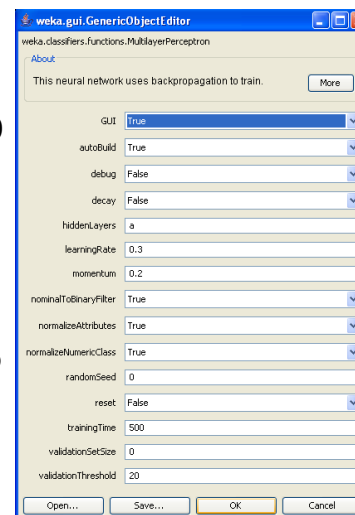 weka.gui.GenericObjectEditor
weka.classifiers.functions.MultilayerPerceptron
About
This neural network uses backpropagation to train.
More
GUI True
autoBuild True
debug False
decay False
hiddenLayers a
learningRate 0.3
momentum 0.2
nominalToBinaryFilter True
normalizeAttributes True
normalizeNumericClass True
randomSeed 0
reset False
trainingTime 500
validationSetSize 0
validationThreshold 20
Open... Save... OK Cancel